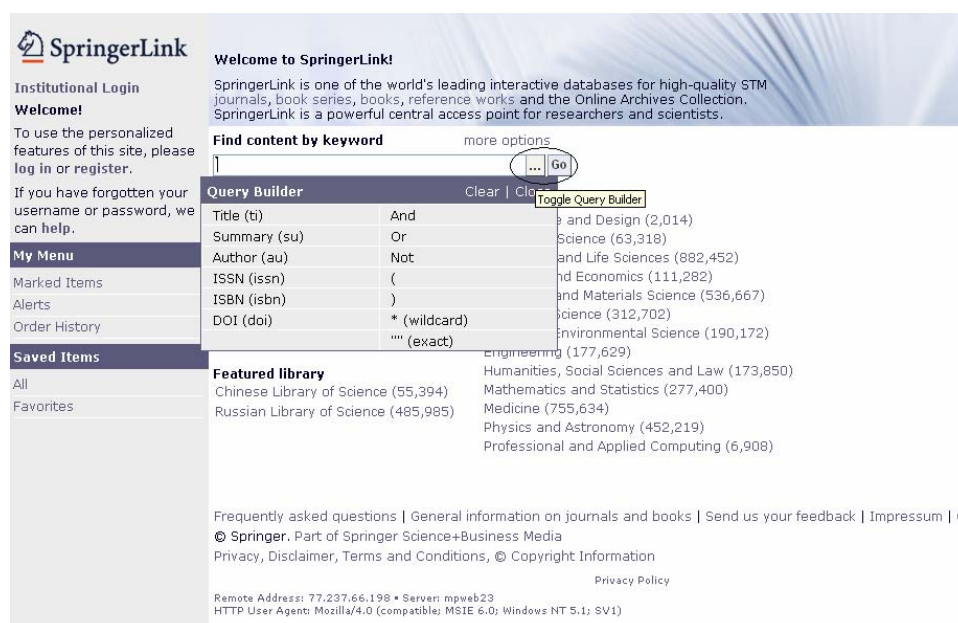 SpringerLink
Institutional Login
Welcome!
To use the personalized
features of this site, please
log in or register.
If you have forgotten your
username or password, we
can help.
My Menu
Marked Items
Alerts
Order History
Saved Items
All
Favorites
Welcome to SpringerLink!
SpringerLink is one of the world's leading interactive databases for high-quality STM
journals, book series, books, reference works and the Online Archives Collection.
SpringerLink is a powerful central access point for researchers and scientists.
Find content by keyword more options
... Go
Query Builder Clear |
Toggle Query Builder
Title (ti) And
Summary (su) Or
Author (au) Not
ISSN (issn) (
ISBN (isbn) )
DOI (doi) * (wildcard)
"" (exact)
and Design (2,014)
Science (63,318)
and Life Sciences (882,452)
Economics (111,282)
and Materials Science (536,667)
Science (312,702)
Environmental Science (190,172)
Engineering (177,629)
Humanities, Social Sciences and Law (173,850)
Mathematics and Statistics (277,400)
Medicine (755,634)
Physics and Astronomy (452,219)
Professional and Applied Computing (6,908)
Featured library
Chinese Library of Science (55,394)
Russian Library of Science (485,985)
Frequently asked questions | General information on journals and books | Send us your feedback | Impressum |
© Springer. Part of Springer Science+Business Media
Privacy, Disclaimer, Terms and Conditions, © Copyright Information
Privacy Policy
Remote Address: 77.237.66.198 • Server: mpweb23
HTTP User Agent: Mozilla/4.0 (compatible; MSIE 6.0; Windows NT 5.1; SV1)